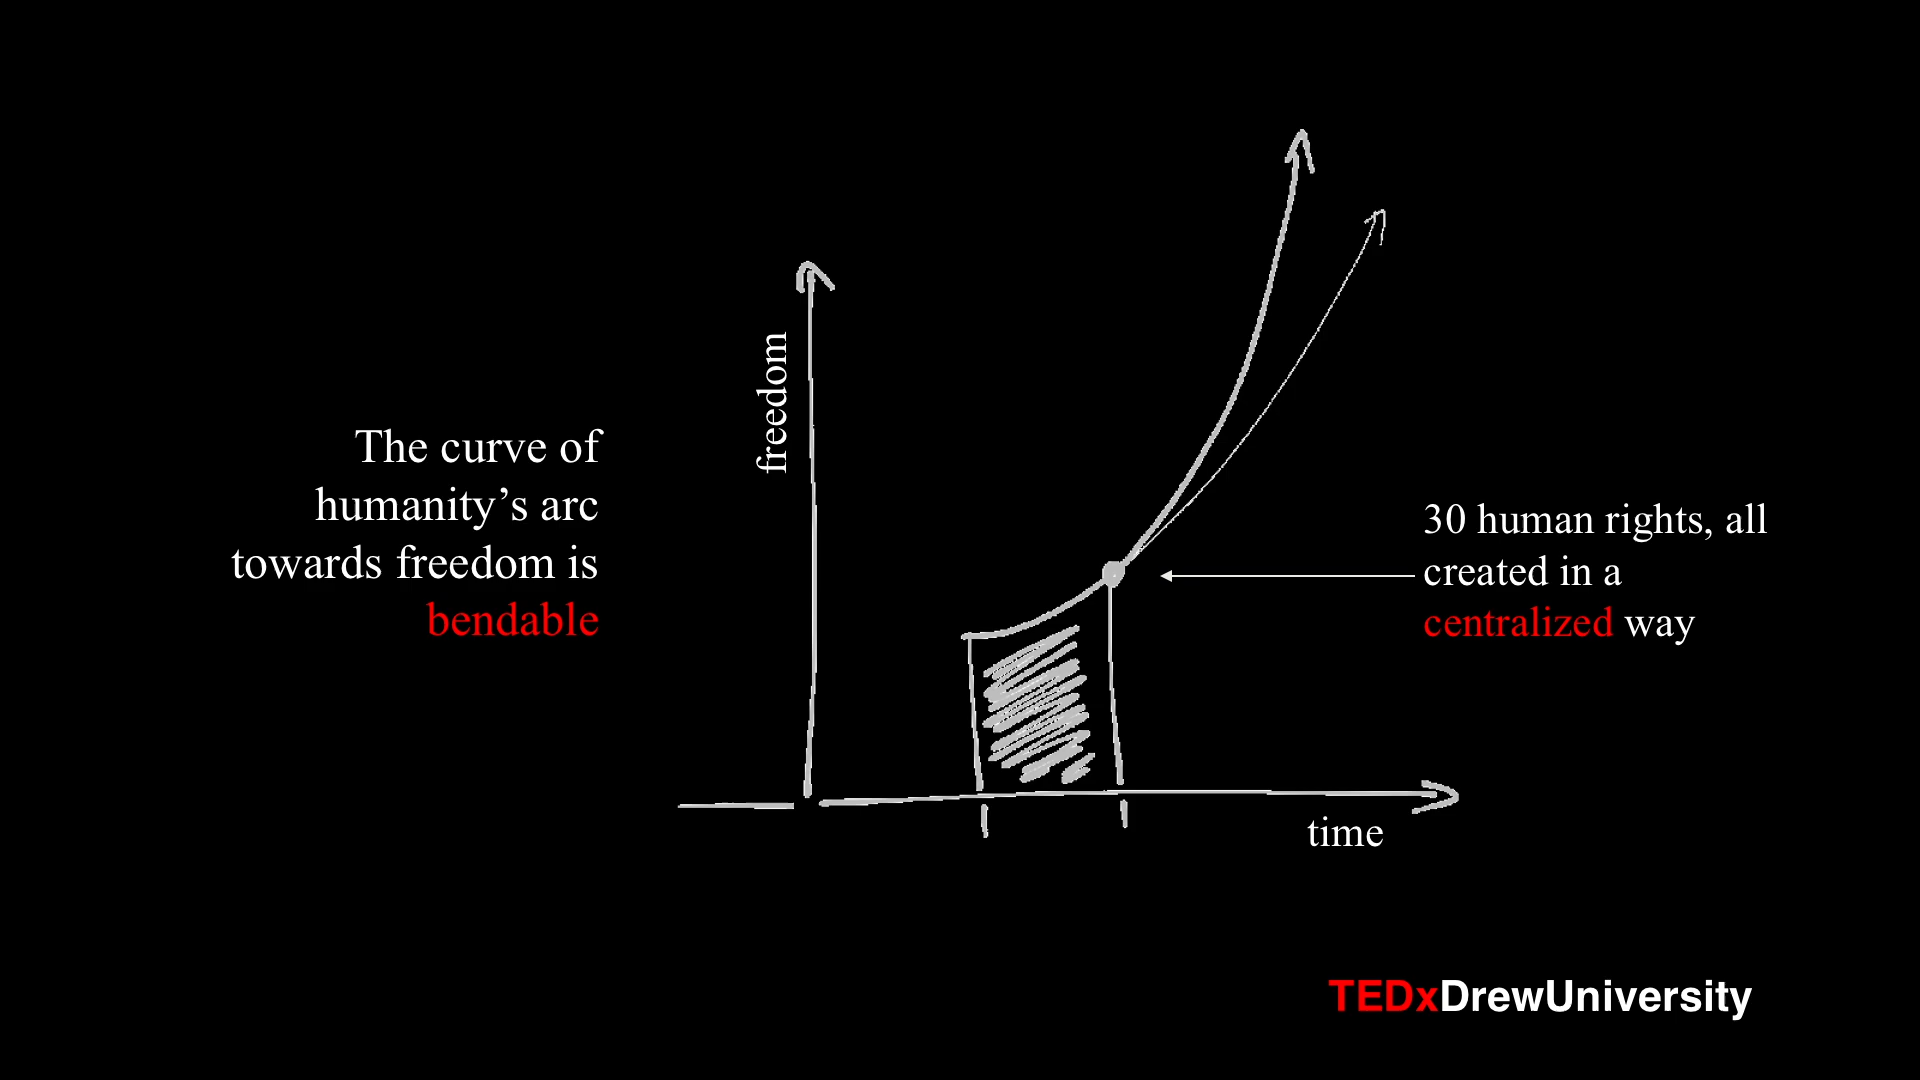 The curve of
humanity’s arc
towards freedom is
bendable
freedom
30 human rights, all
created in a
centralized way
time
TEDxDrewUniversity